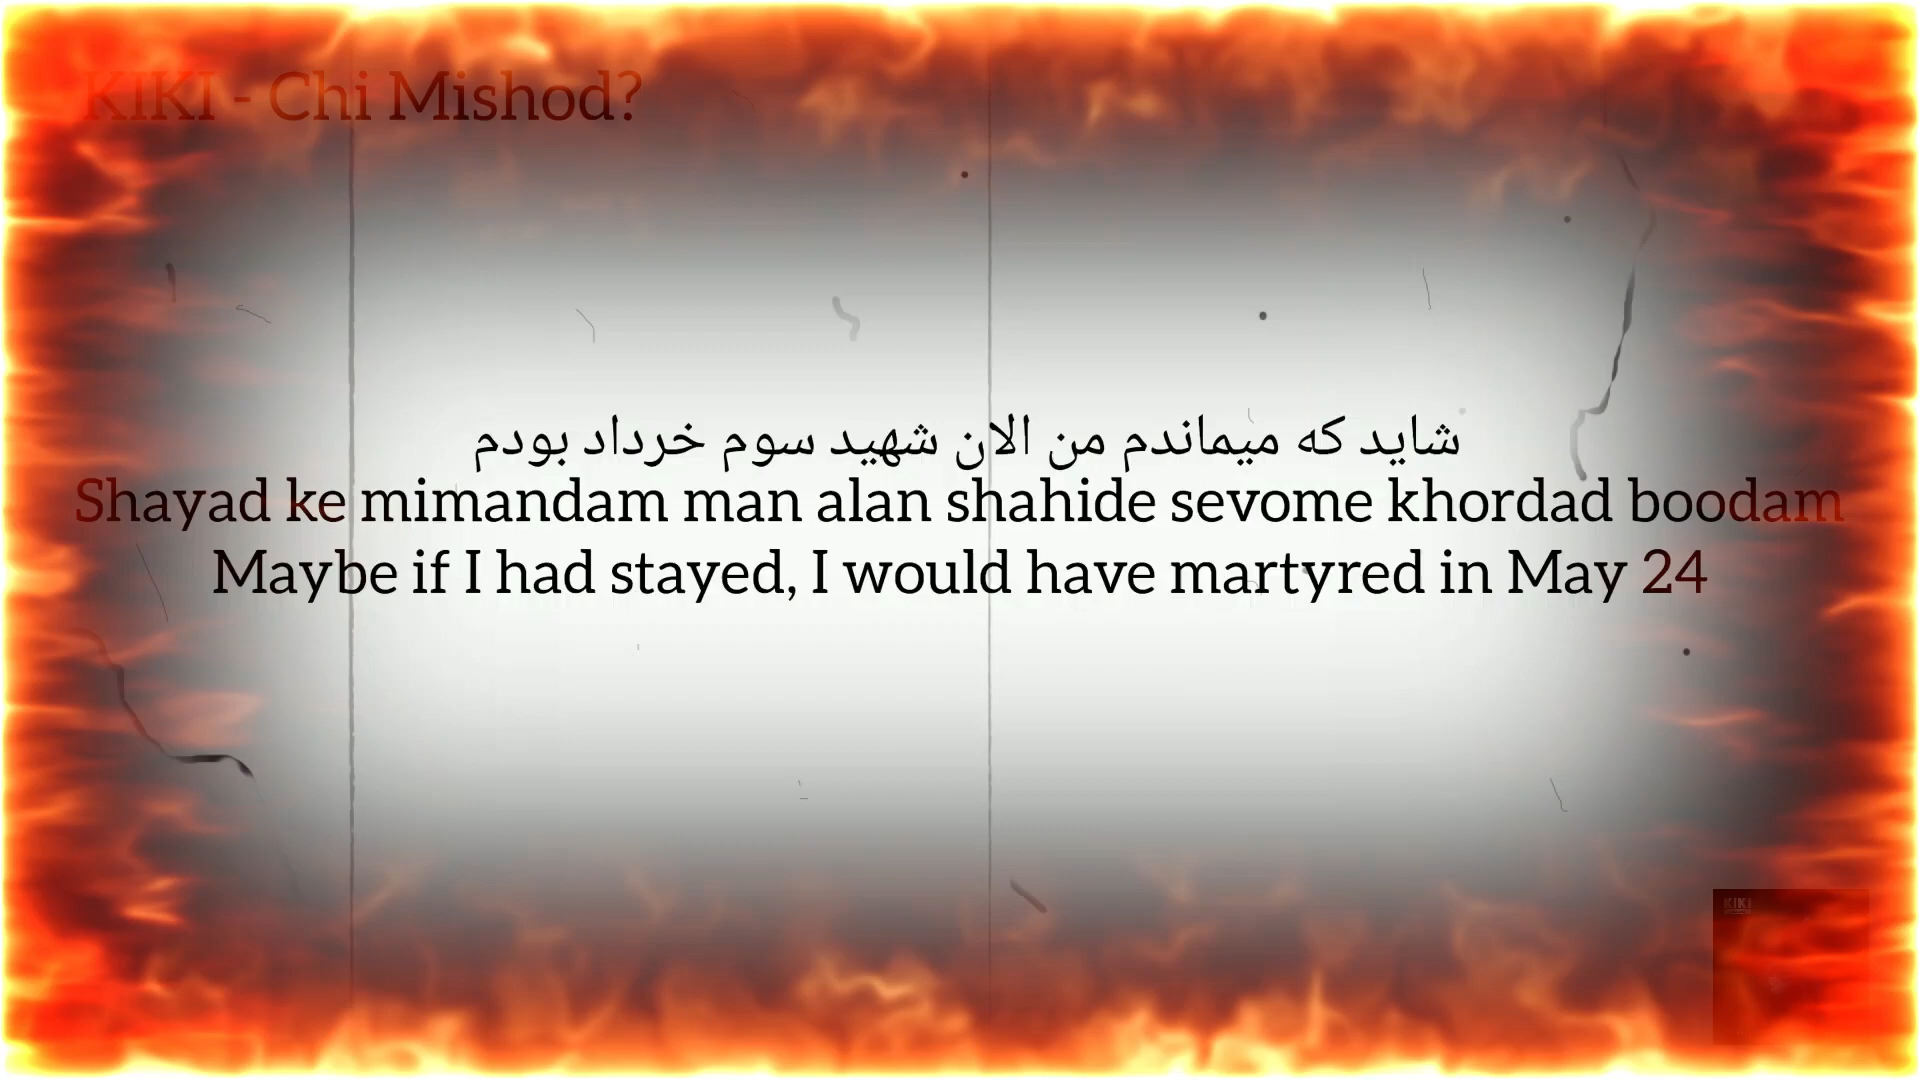 KIKI - Chi Mishod?
شاید که میماندم من الان شهید سوم خرداد بودم
Shayad ke mimandam man alan shahide sevome khordad boodam
Maybe if I had stayed, I would have martyred in May 24
KIKI